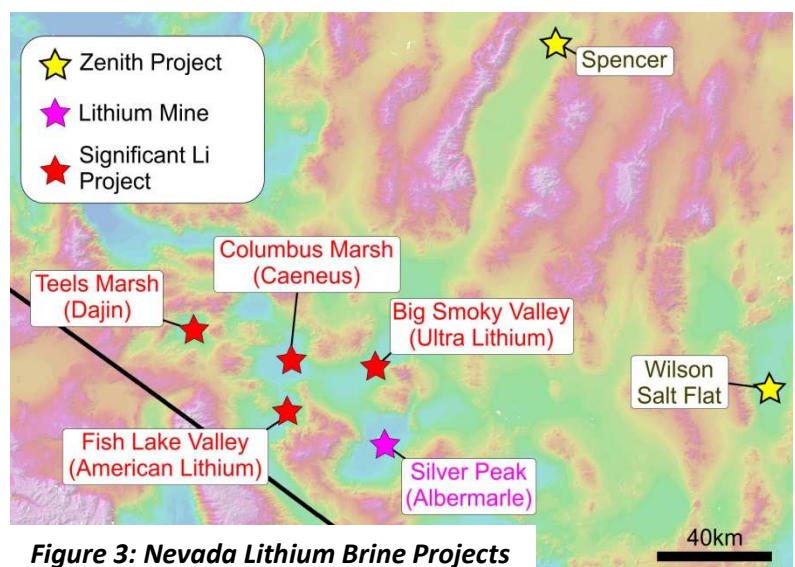 Zenith Project
Lithium Mine
Significant Li
Project
Spencer
Columbus Marsh
(Caeneus)
Teels Marsh
(Dajin)
Big Smoky Valley
(Ultra Lithium)
Wilson
Salt Flat
Fish Lake Valley
(American Lithium)
Silver Peak
(Albermarle)
40km
Figure 3: Nevada Lithium Brine Projects